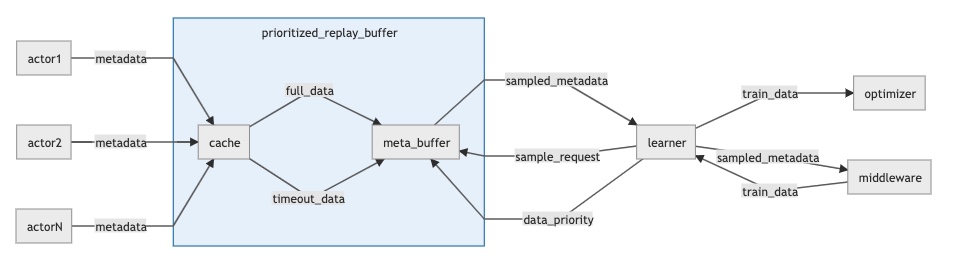 prioritized_replay_buffer
actor1
metadata
actor2
metadata
actorN
metadata
cache
full_data
timeout_data
meta_buffer
sampled_metadata
sample_request
data_priority
learner
train_data
optimizer
sampled_metadata
train_data
middleware